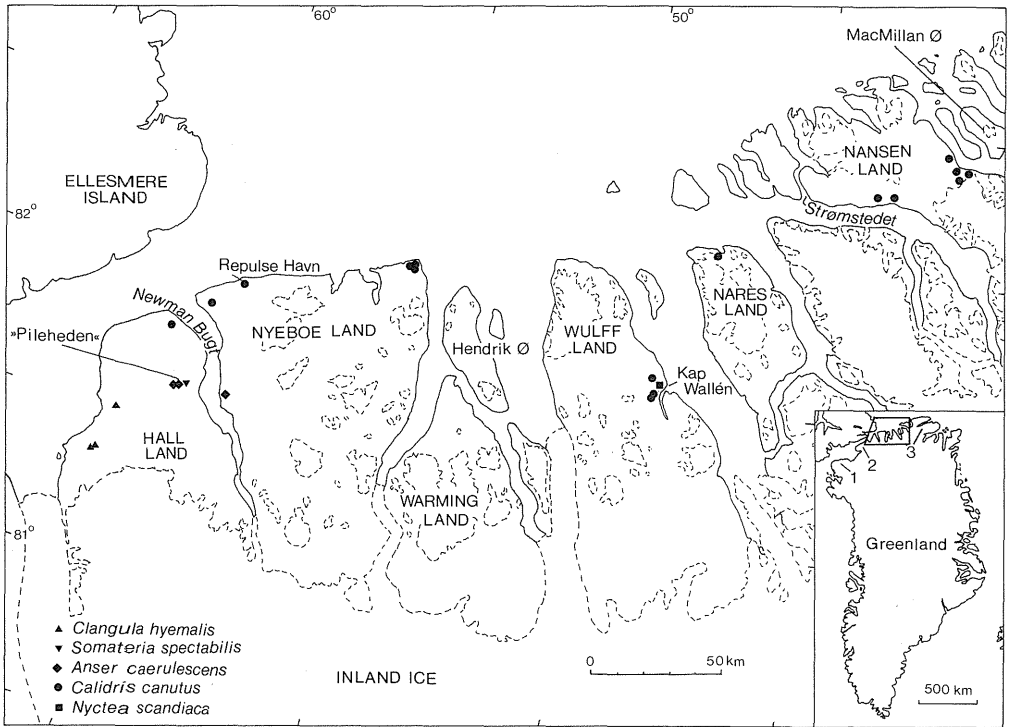 60°
50°
MacMillan Ø
ELLESMERE
ISLAND
NANSEN
LAND
82°
Strømstedet
Repulse Havn
Newman Bugt
»Pileheden«
NYEBOE LAND
Hendrik Ø
WULFF
LAND
NARES
LAND
Kap
Wallén
HALL
LAND
WARMING
LAND
81°
1
2
3
Greenland
500 km
Clangula hyemalis
Somateria spectabilis
Anser caerulescens
Calidris canutus
Nyctea scandiaca
INLAND ICE
0 50 km